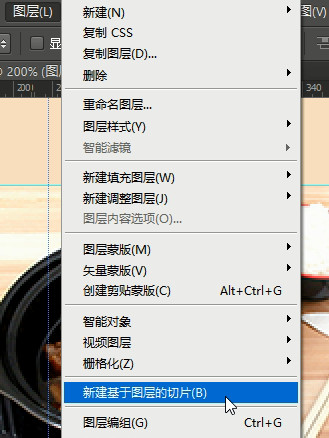 图层(L)
图(V)
新建(N)
复制 CSS
复制图层(D)...
删除
重命名图层...
图层样式(Y)
智能滤镜
新建填充图层(W)
新建调整图层(J)
图层内容选项(O)...
图层蒙版(M)
矢量蒙版(V)
创建剪贴蒙版(C) Alt+Ctrl+G
智能对象
视频图层
栅格化(Z)
新建基于图层的切片(B)
图层编组(G) Ctrl+G
200% (图
200
340